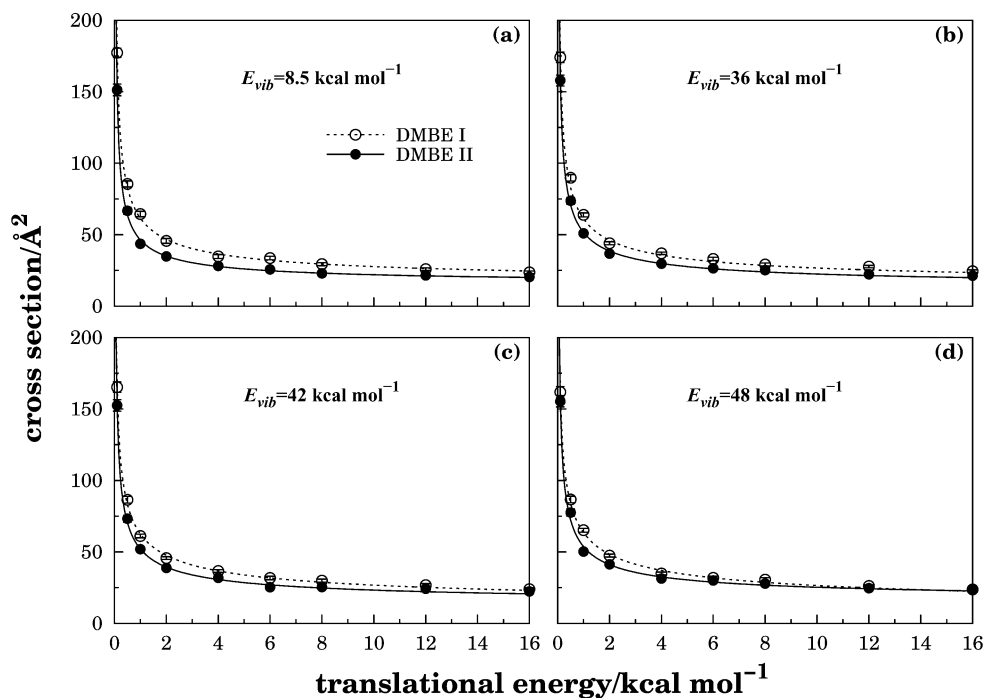 cross section/Å²
200
150
100
50
0
(a)
E_vib=8.5 kcal mol⁻¹
DMBE I
DMBE II
(b)
E_vib=36 kcal mol⁻¹
200
150
100
50
0
(c)
E_vib=42 kcal mol⁻¹
(d)
E_vib=48 kcal mol⁻¹
0 2 4 6 8 10 12 14 16
0 2 4 6 8 10 12 14 16
translational energy/kcal mol⁻¹